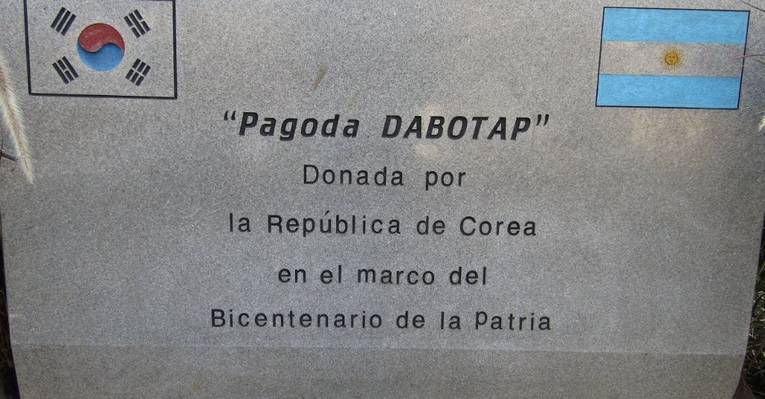 “Pagoda DABOTAP”
Donada por
la República de Corea
en el marco del
Bicentenario de la Patria